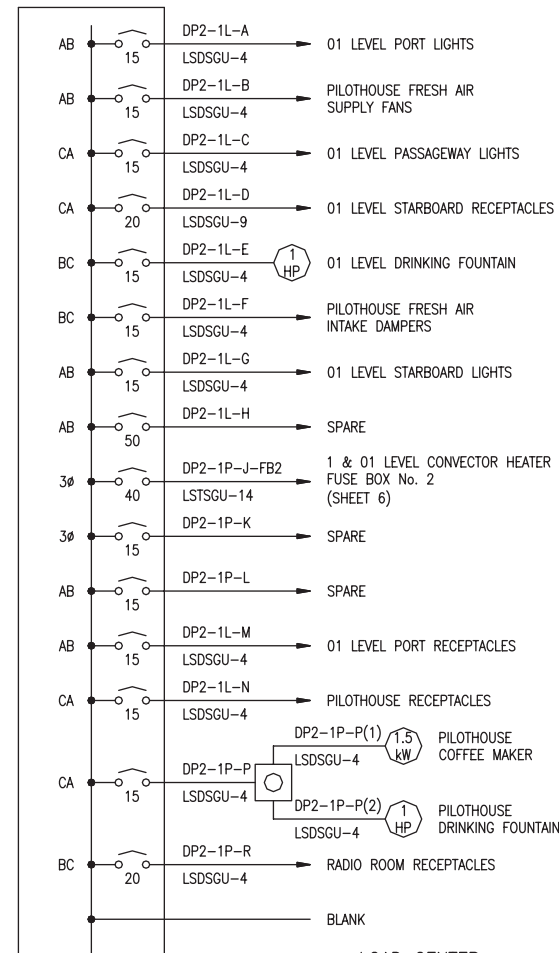 DP2-1L-A
AB
15
LSDSGU-4
01 LEVEL PORT LIGHTS
DP2-1L-B
AB
15
LSDSGU-4
PILOTHOUSE FRESH AIR
SUPPLY FANS
DP2-1L-C
CA
15
LSDSGU-4
01 LEVEL PASSAGEWAY LIGHTS
DP2-1L-D
CA
20
LSDSGU-9
01 LEVEL STARBOARD RECEPTACLES
DP2-1L-E
BC
15
LSDSGU-4
1
HP
01 LEVEL DRINKING FOUNTAIN
DP2-1L-F
BC
15
LSDSGU-4
PILOTHOUSE FRESH AIR
INTAKE DAMPERS
DP2-1L-G
AB
15
LSDSGU-4
01 LEVEL STARBOARD LIGHTS
DP2-1L-H
AB
50
SPARE
DP2-1P-J-FB2
3ø
40
LSTSGU-14
1 & 01 LEVEL CONVECTOR HEATER
FUSE BOX No. 2
(SHEET 6)
DP2-1P-K
3ø
15
SPARE
DP2-1P-L
AB
15
SPARE
DP2-1L-M
AB
15
LSDSGU-4
01 LEVEL PORT RECEPTACLES
DP2-1L-N
CA
15
LSDSGU-4
PILOTHOUSE RECEPTACLES
DP2-1P-P
CA
15
LSDSGU-4
DP2-1P-P(1)
LSDSGU-4
1.5
kW
PILOTHOUSE
COFFEE MAKER
DP2-1P-P(2)
LSDSGU-4
1
HP
PILOTHOUSE
DRINKING FOUNTAIN
DP2-1P-R
BC
20
LSDSGU-4
RADIO ROOM RECEPTACLES
BLANK
LOAD CENTER